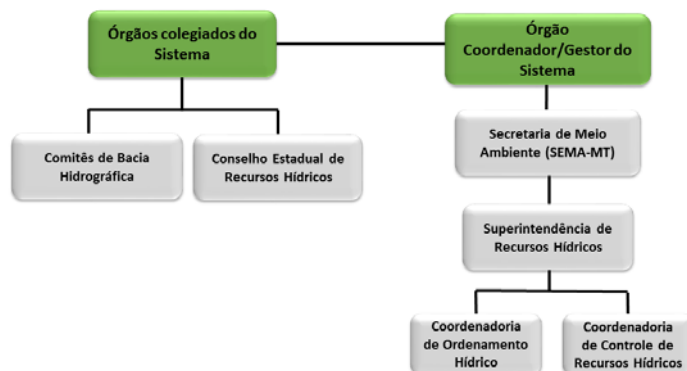 Órgãos colegiados do
Sistema
Órgão
Coordenador/Gestor do
Sistema
Comitês de Bacia
Hidrográfica
Conselho Estadual de
Recursos Hídricos
Secretaria de Meio
Ambiente (SEMA-MT)
Superintendência de
Recursos Hídricos
Coordenadoria
de Ordenamento
Hídrico
Coordenadoria
de Controle de
Recursos Hídricos